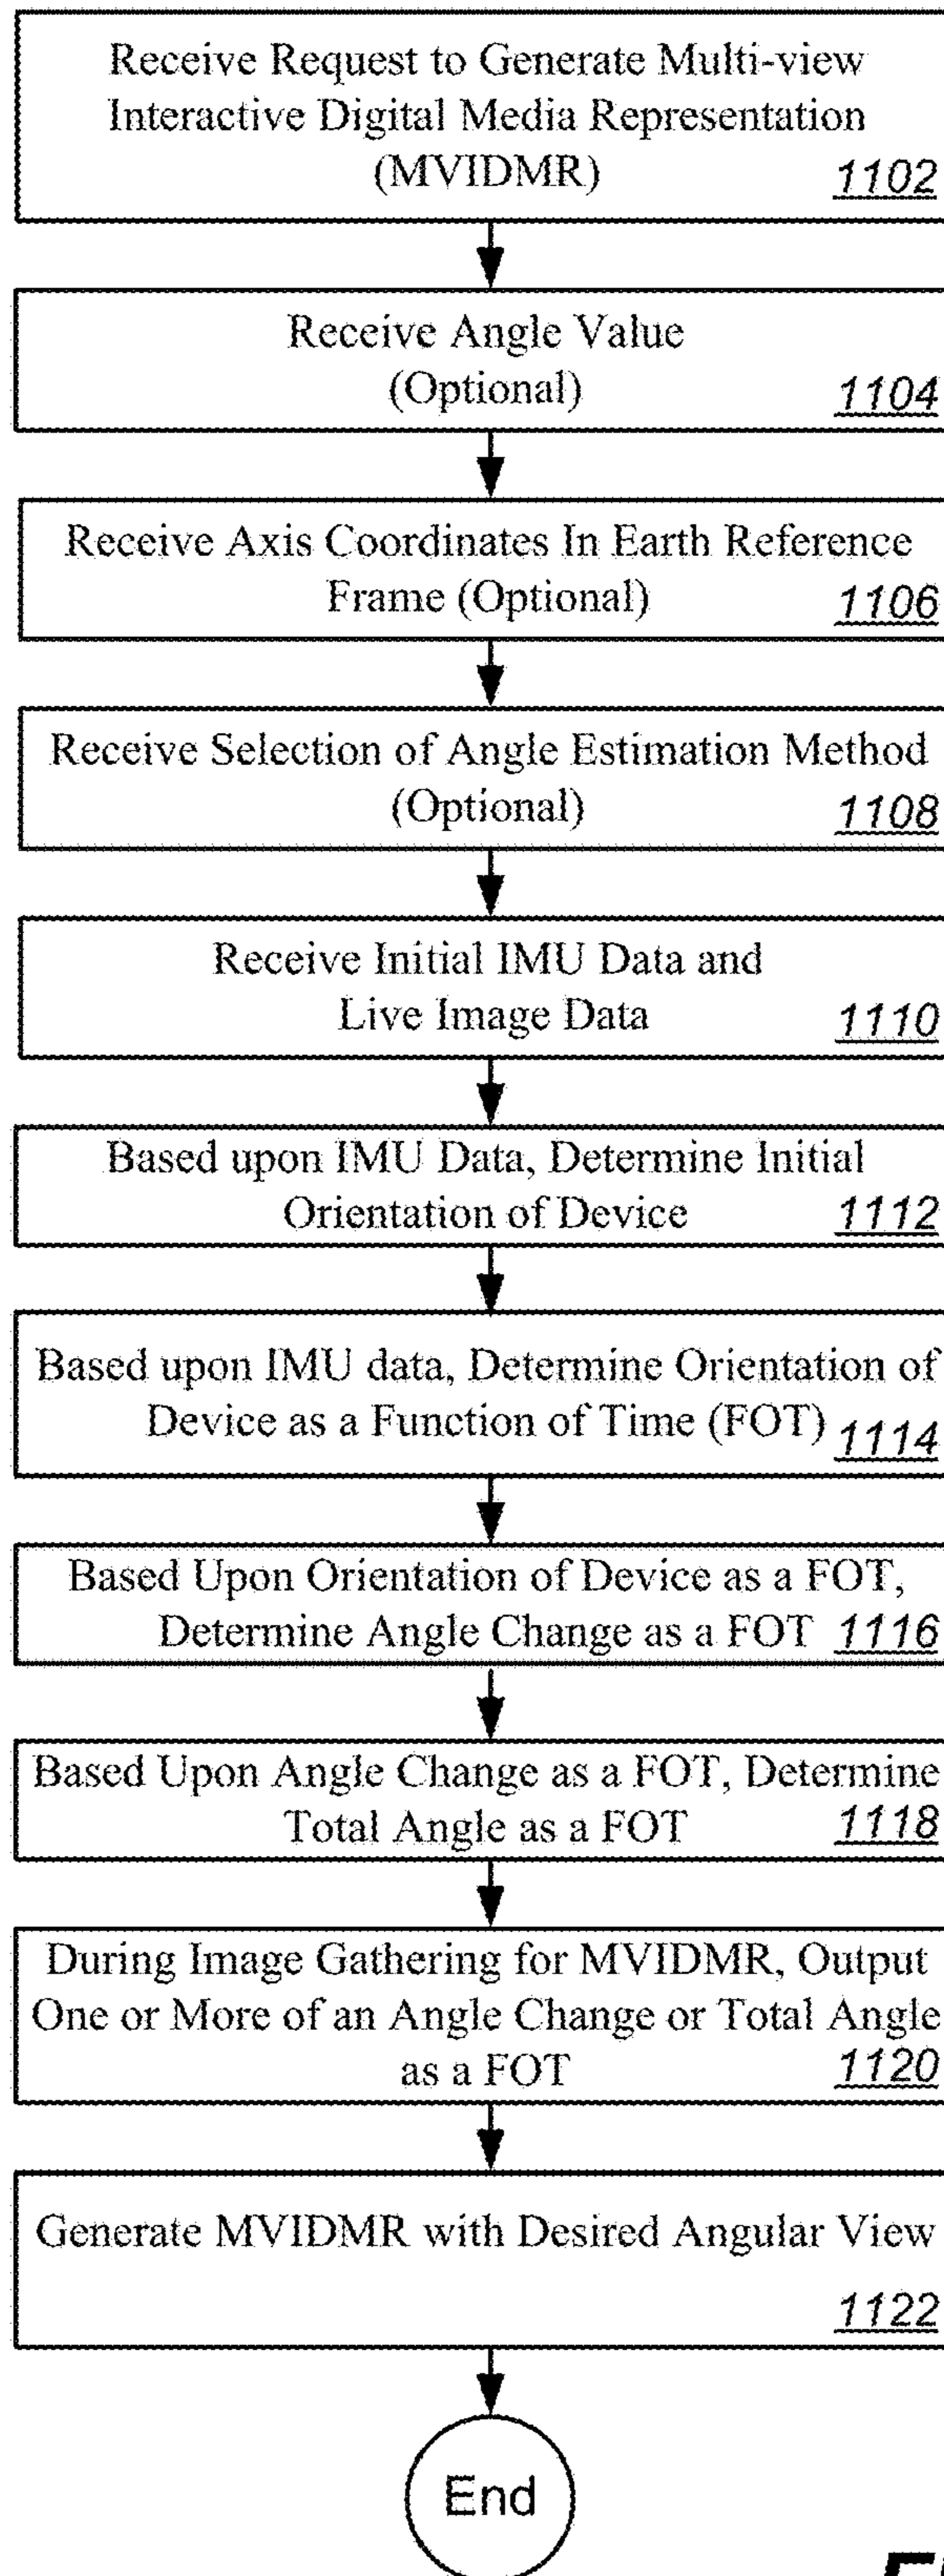 Receive Request to Generate Multi-view
Interactive Digital Media Representation
(MVIDMR) 1102
Receive Angle Value
(Optional) 1104
Receive Axis Coordinates In Earth Reference
Frame (Optional) 1106
Receive Selection of Angle Estimation Method
(Optional) 1108
Receive Initial IMU Data and
Live Image Data 1110
Based upon IMU Data, Determine Initial
Orientation of Device 1112
Based upon IMU data, Determine Orientation of
Device as a Function of Time (FOT) 1114
Based Upon Orientation of Device as a FOT,
Determine Angle Change as a FOT 1116
Based Upon Angle Change as a FOT, Determine
Total Angle as a FOT 1118
During Image Gathering for MVIDMR, Output
One or More of an Angle Change or Total Angle
as a FOT 1120
Generate MVIDMR with Desired Angular View
1122
End